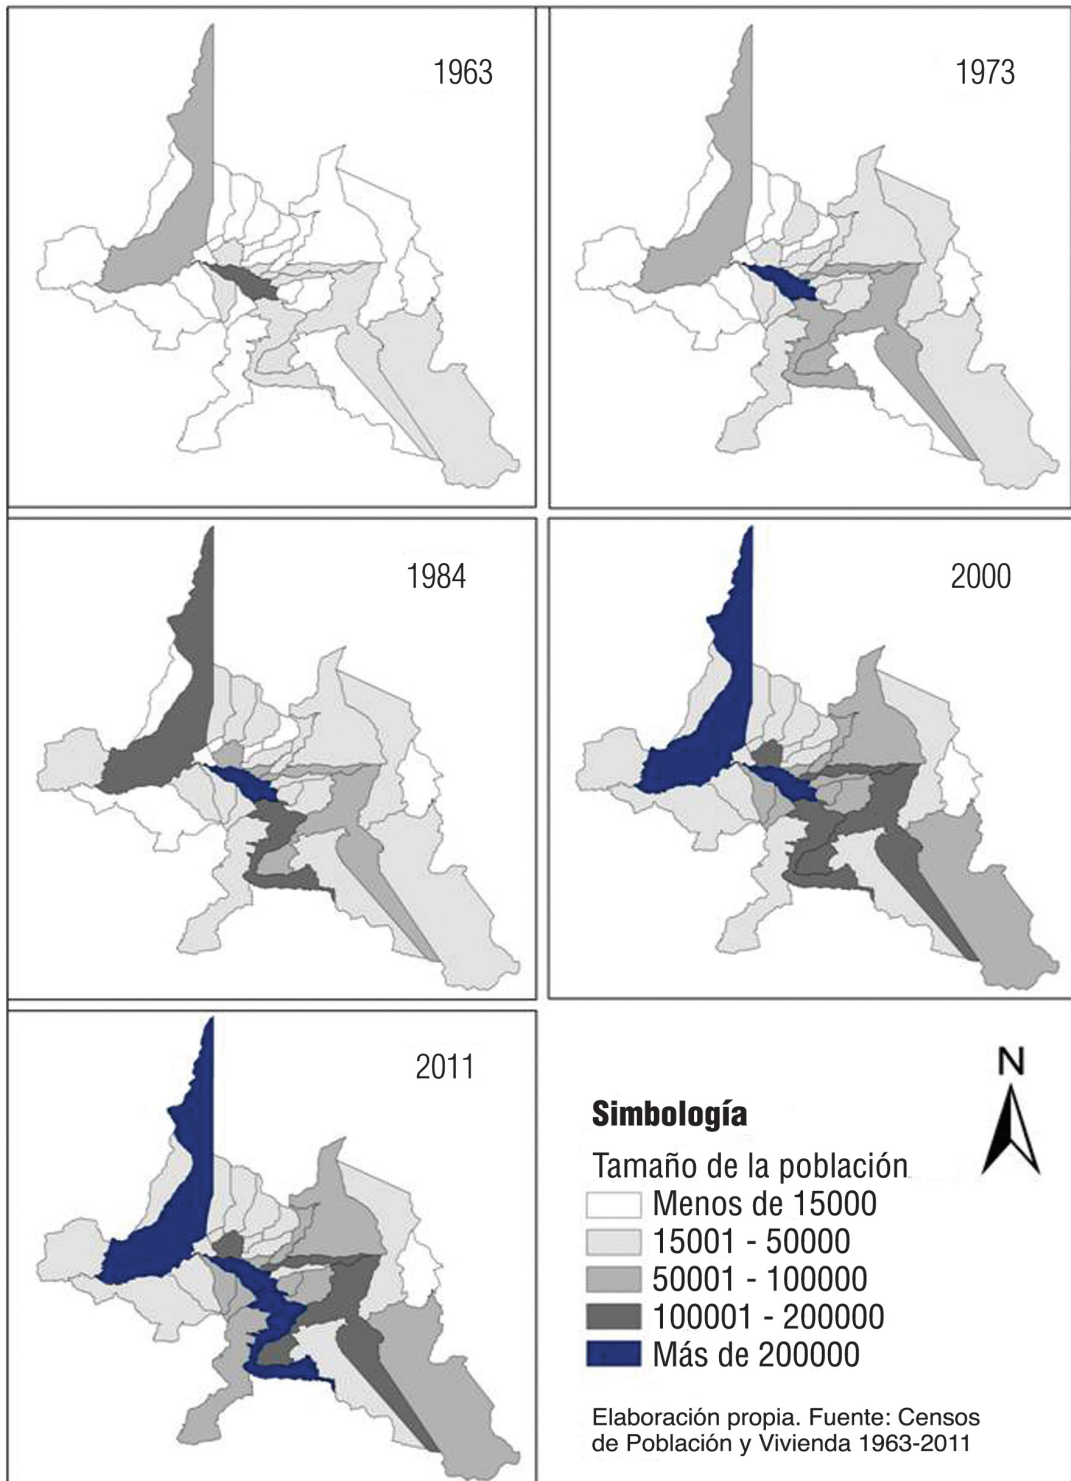 1963
1973
1984
2000
2011
N
Simbología
Tamaño de la población
Menos de 15000
15001 - 50000
50001 - 100000
100001 - 200000
Más de 200000
Elaboración propia. Fuente: Censos
de Población y Vivienda 1963-2011